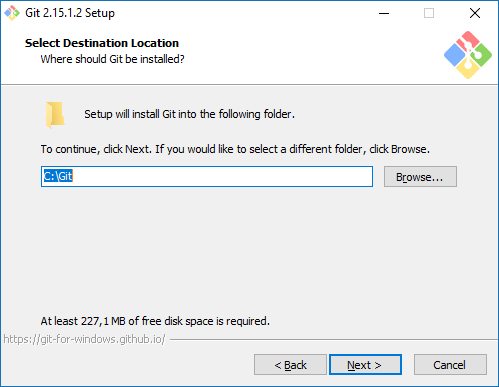 Git 2.15.1.2 Setup
Select Destination Location
Where should Git be installed?
Setup will install Git into the following folder.
To continue, click Next. If you would like to select a different folder, click Browse.
C:\Git
Browse...
At least 227,1 MB of free disk space is required.
https://git-for-windows.github.io/
< Back
Next >
Cancel